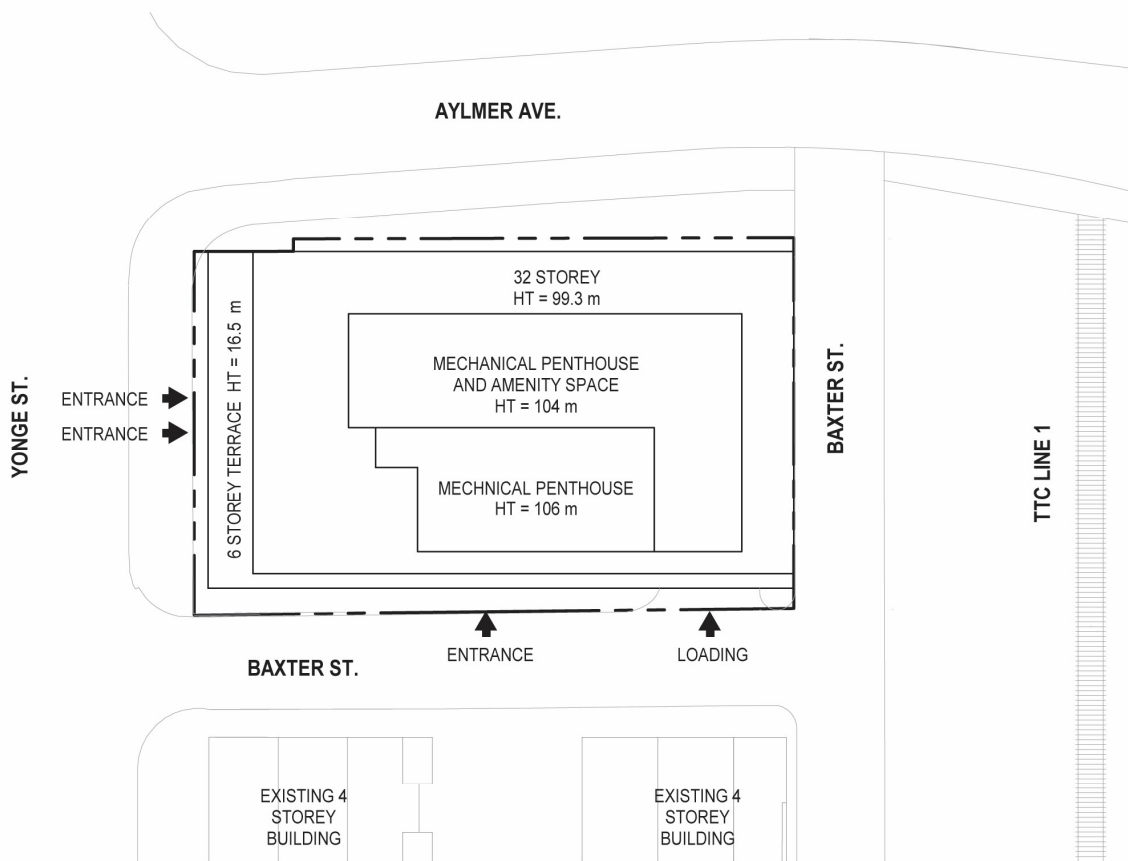 AYLMER AVE.
32 STOREY
HT = 99.3 m
MECHANICAL PENTHOUSE
AND AMENITY SPACE
HT = 104 m
MECHNICAL PENTHOUSE
HT = 106 m
6 STOREY TERRACE HT = 16.5 m
YONGE ST.
ENTRANCE
ENTRANCE
BAXTER ST.
TTC LINE 1
ENTRANCE
LOADING
BAXTER ST.
EXISTING 4
STOREY
BUILDING
EXISTING 4
STOREY
BUILDING